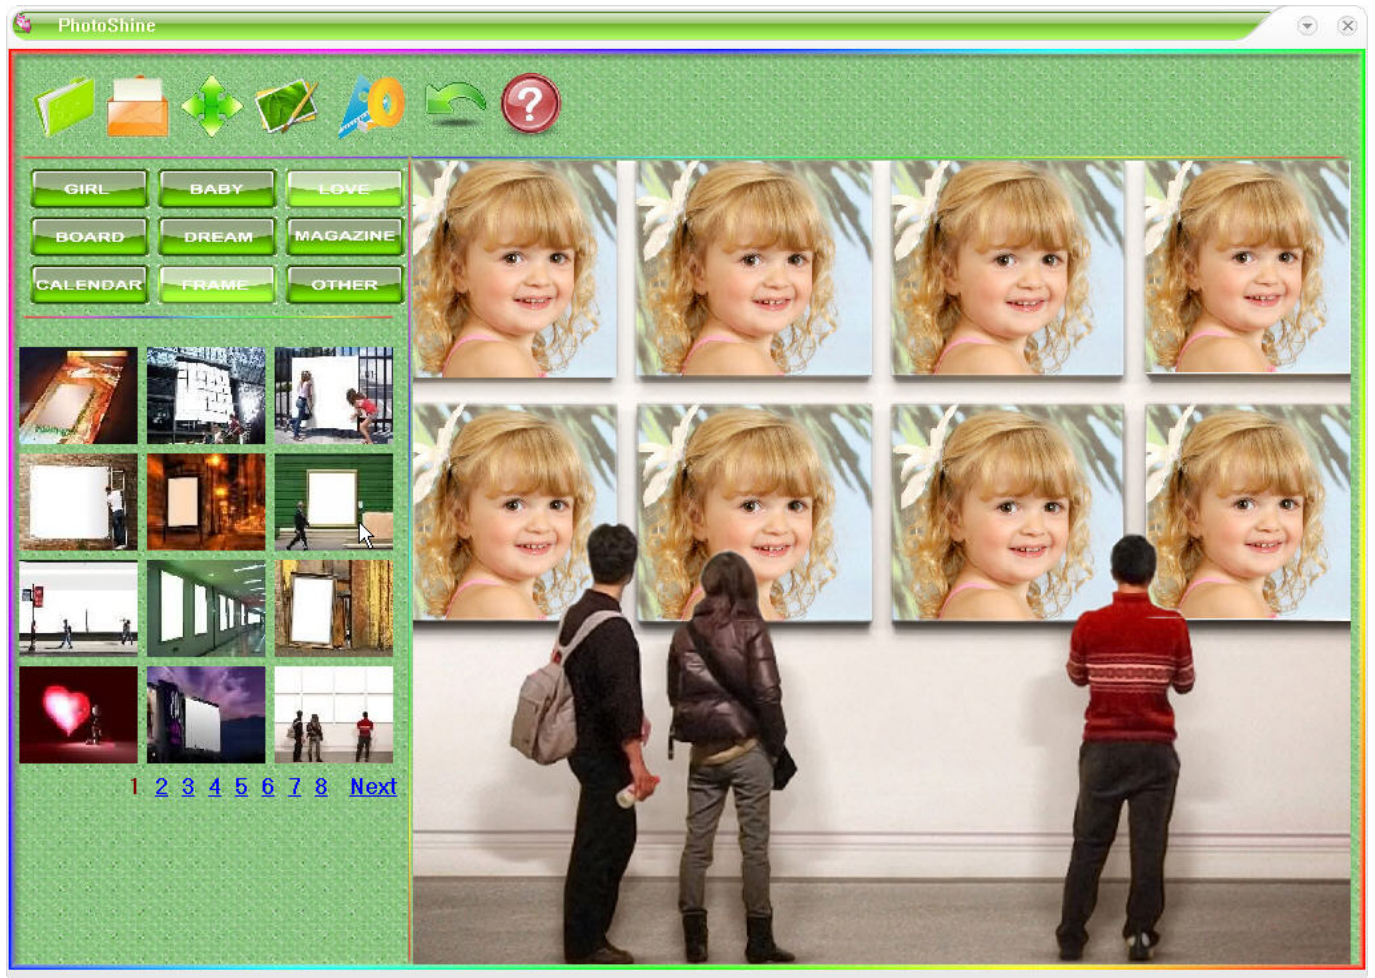 PhotoShine
GIRL BABY LOVE
BOARD DREAM MAGAZINE
CALENDAR FRAME OTHER
1 2 3 4 5 6 7 8 Next